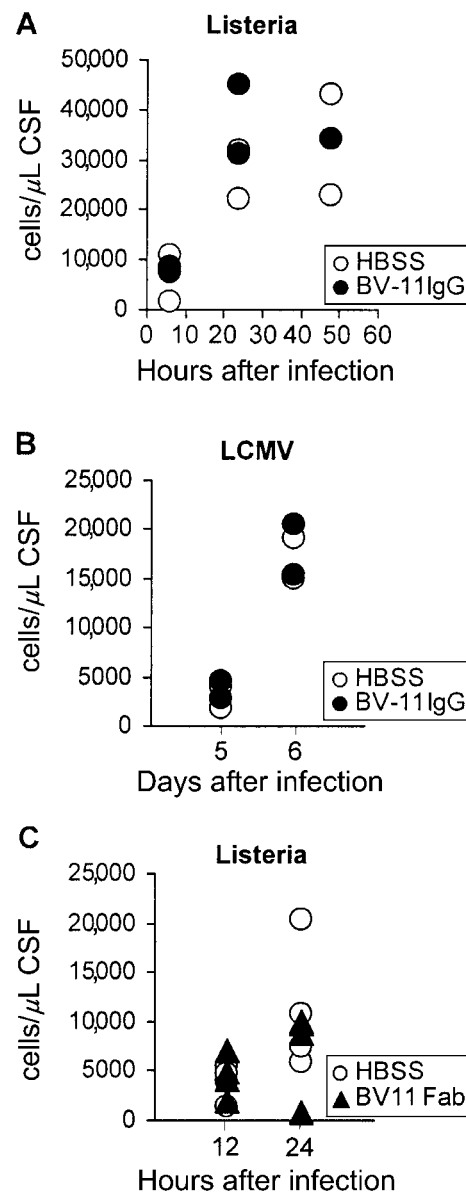 A
Listeria
cells/μL CSF
50,000
40,000
30,000
20,000
10,000
0
HBSS
BV-11IgG
0 10 20 30 40 50 60
Hours after infection
B
LCMV
cells/μL CSF
25,000
20,000
15,000
10,000
5000
0
HBSS
BV-11IgG
5 6
Days after infection
C
Listeria
cells/μL CSF
25,000
20,000
15,000
10,000
5000
0
HBSS
BV11 Fab
12 24
Hours after infection